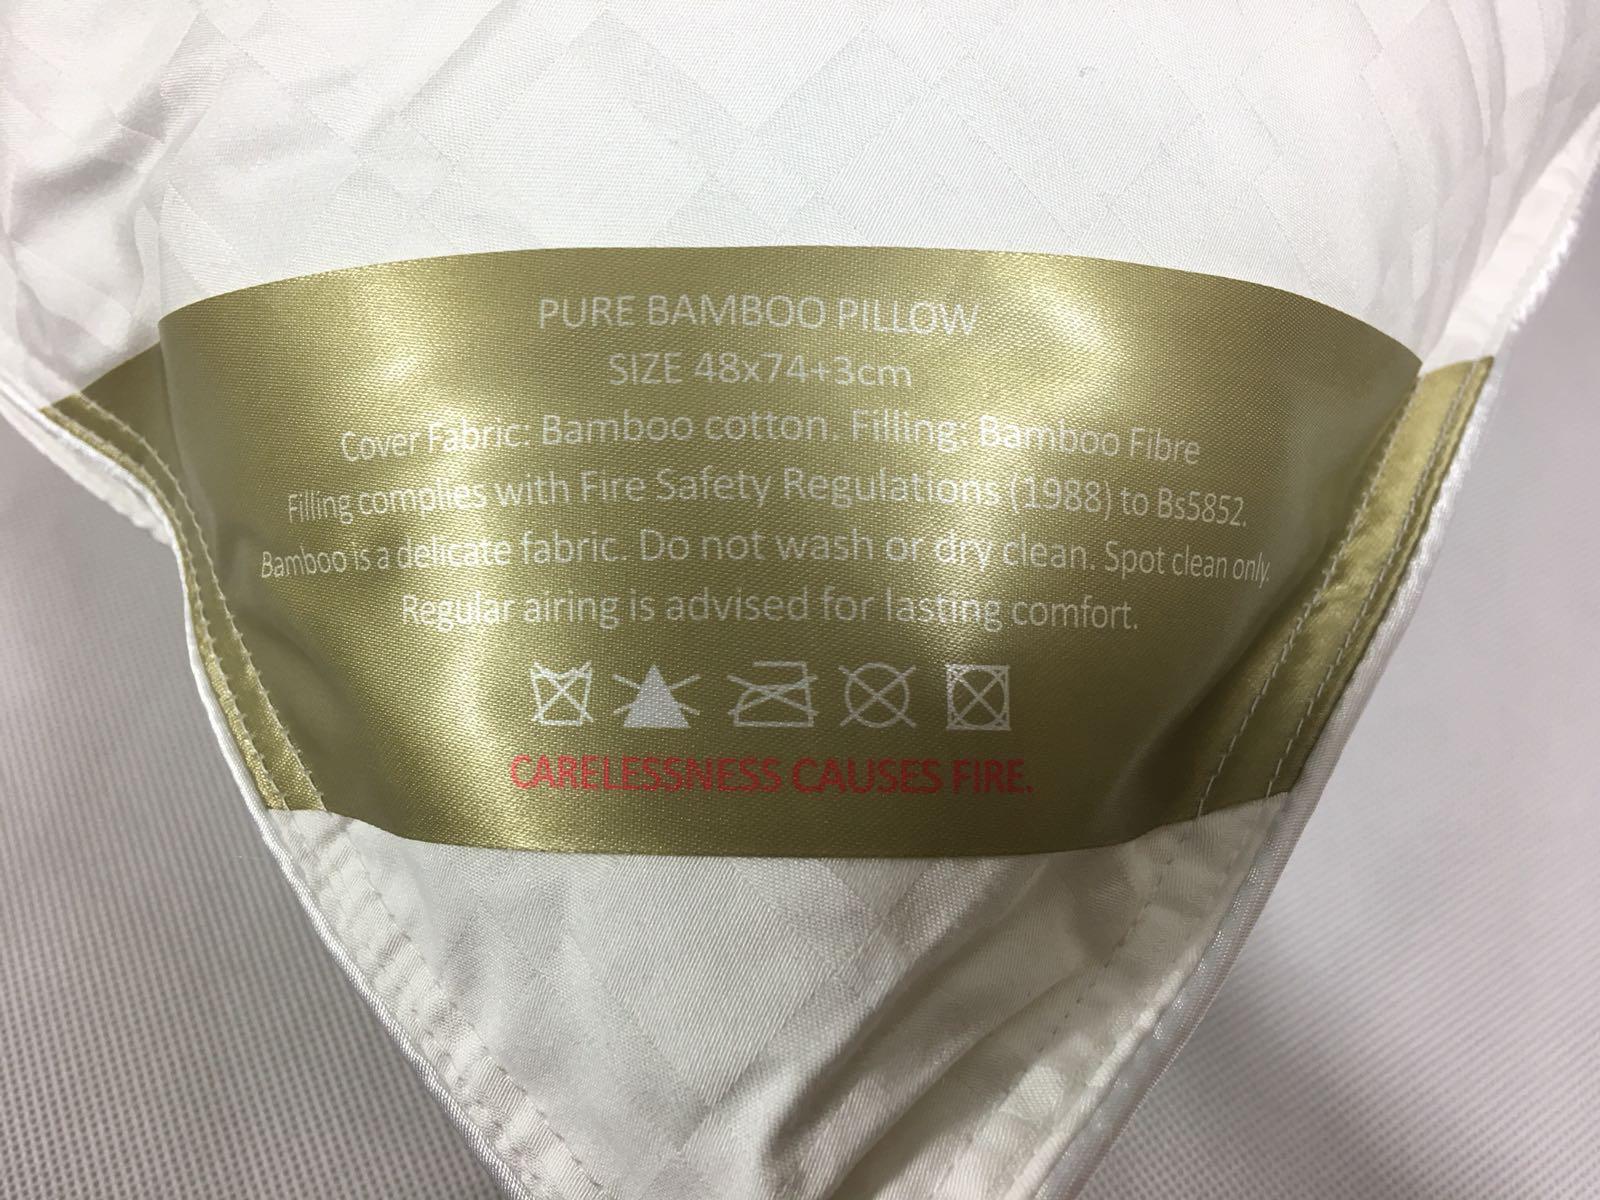 PURE BAMBOO PILLOW
SIZE 48x74+3cm
Cover Fabric: Bamboo cotton. Filling: Bamboo Fibre
Filling complies with Fire Safety Regulations (1988) to Bs5852.
Bamboo is a delicate fabric. Do not wash or dry clean. Spot clean only.
Regular airing is advised for lasting comfort.
CARELESSNESS CAUSES FIRE.